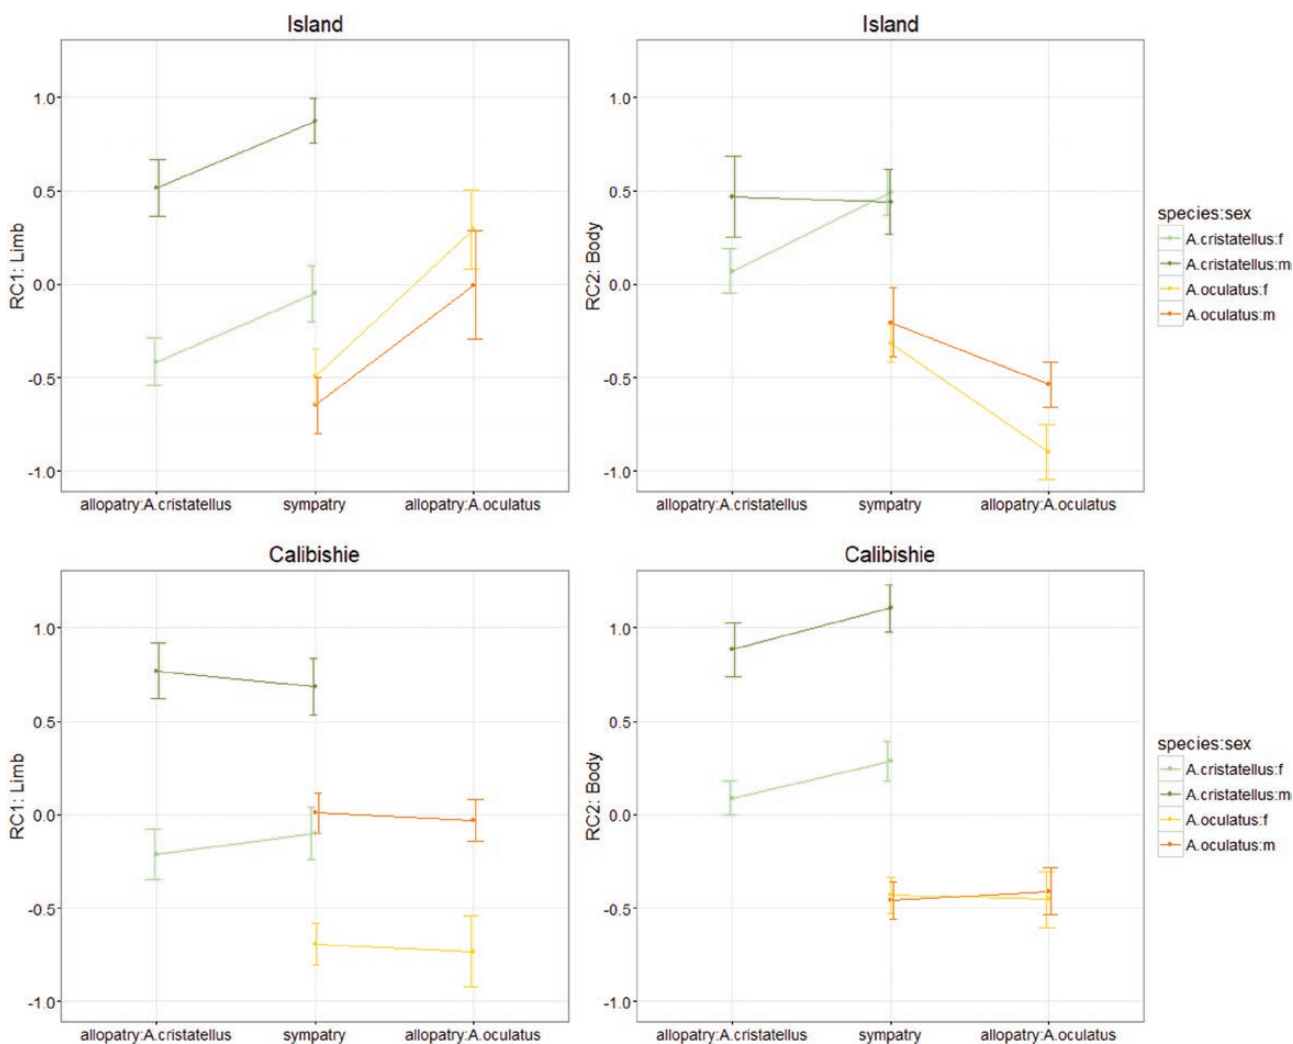 Island
RC1: Limb
1.0
0.5
0.0
-0.5
-1.0
allopatry:A.cristatellus sympatry allopatry:A.oculatus
Island
RC2: Body
1.0
0.5
0.0
-0.5
-1.0
allopatry:A.cristatellus sympatry allopatry:A.oculatus
species:sex
A.cristatellus:f
A.cristatellus:m
A.oculatus:f
A.oculatus:m
Calibishie
RC1: Limb
1.0
0.5
0.0
-0.5
-1.0
allopatry:A.cristatellus sympatry allopatry:A.oculatus
Calibishie
RC2: Body
1.0
0.5
0.0
-0.5
-1.0
allopatry:A.cristatellus sympatry allopatry:A.oculatus
species:sex
A.cristatellus:f
A.cristatellus:m
A.oculatus:f
A.oculatus:m